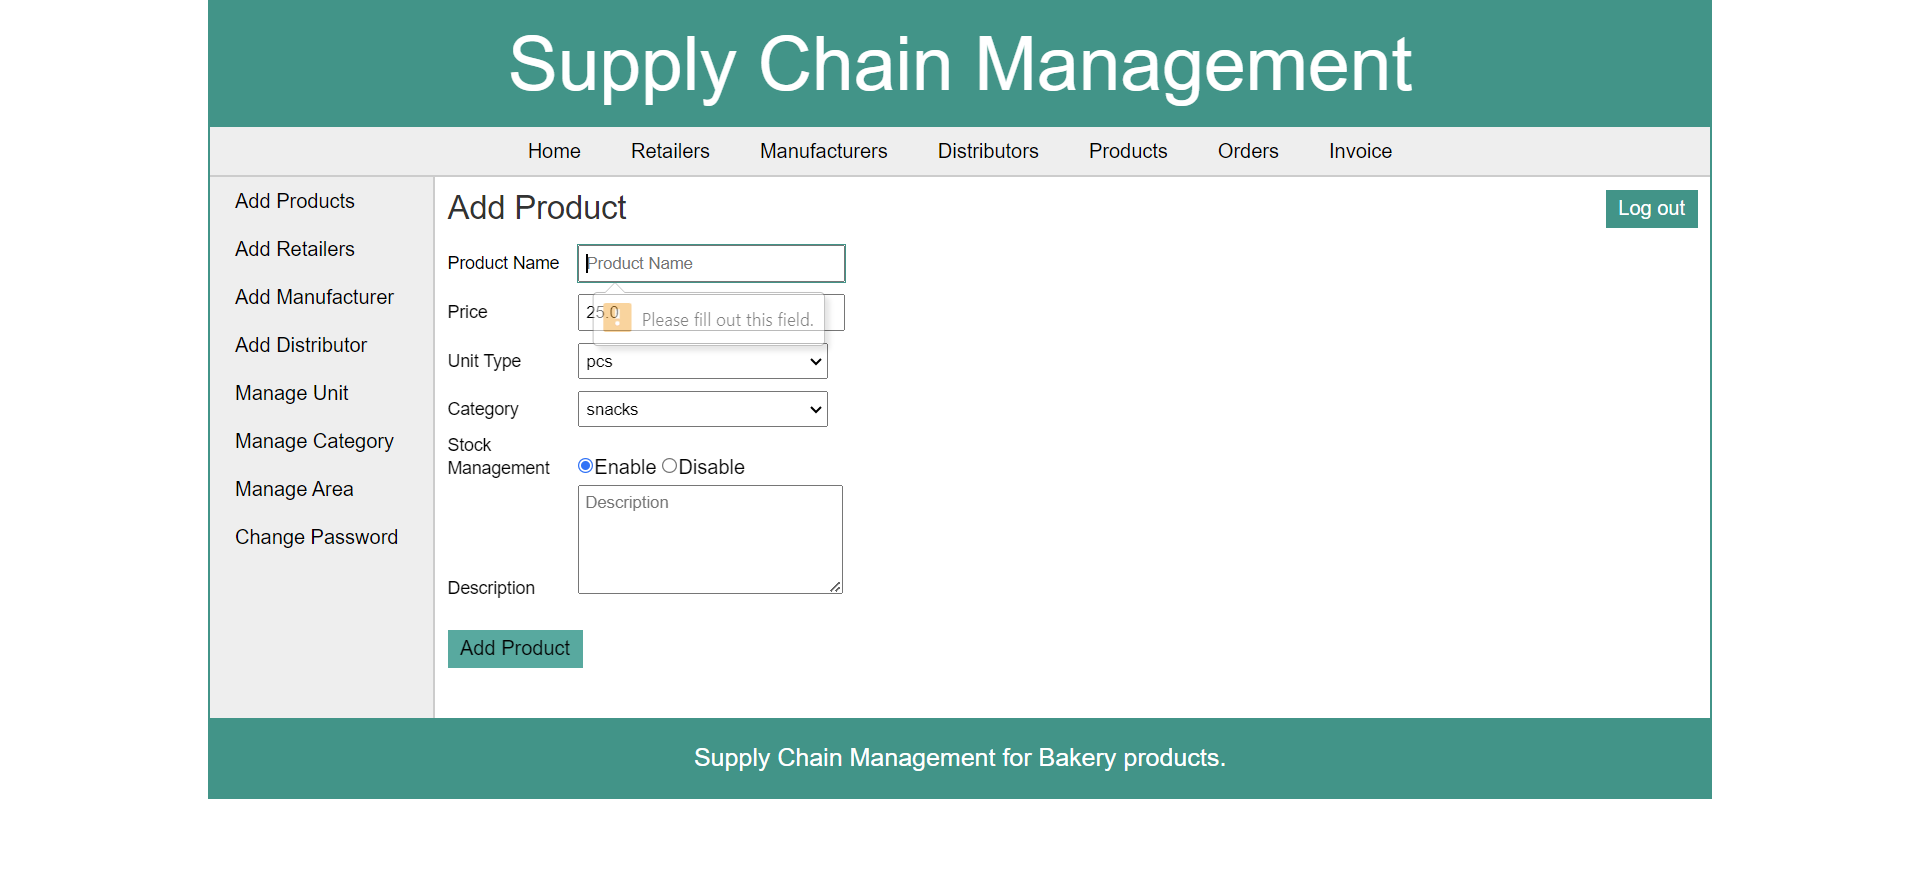 Supply Chain Management
Home Retailers Manufacturers Distributors Products Orders Invoice
Add Products
Add Retailers
Add Manufacturer
Add Distributor
Manage Unit
Manage Category
Manage Area
Change Password
Add Product
Log out
Product Name Product Name
Price 25.0
! Please fill out this field.
Unit Type pcs
Category snacks
Stock
Management Enable Disable
Description
Description
Add Product
Supply Chain Management for Bakery products.